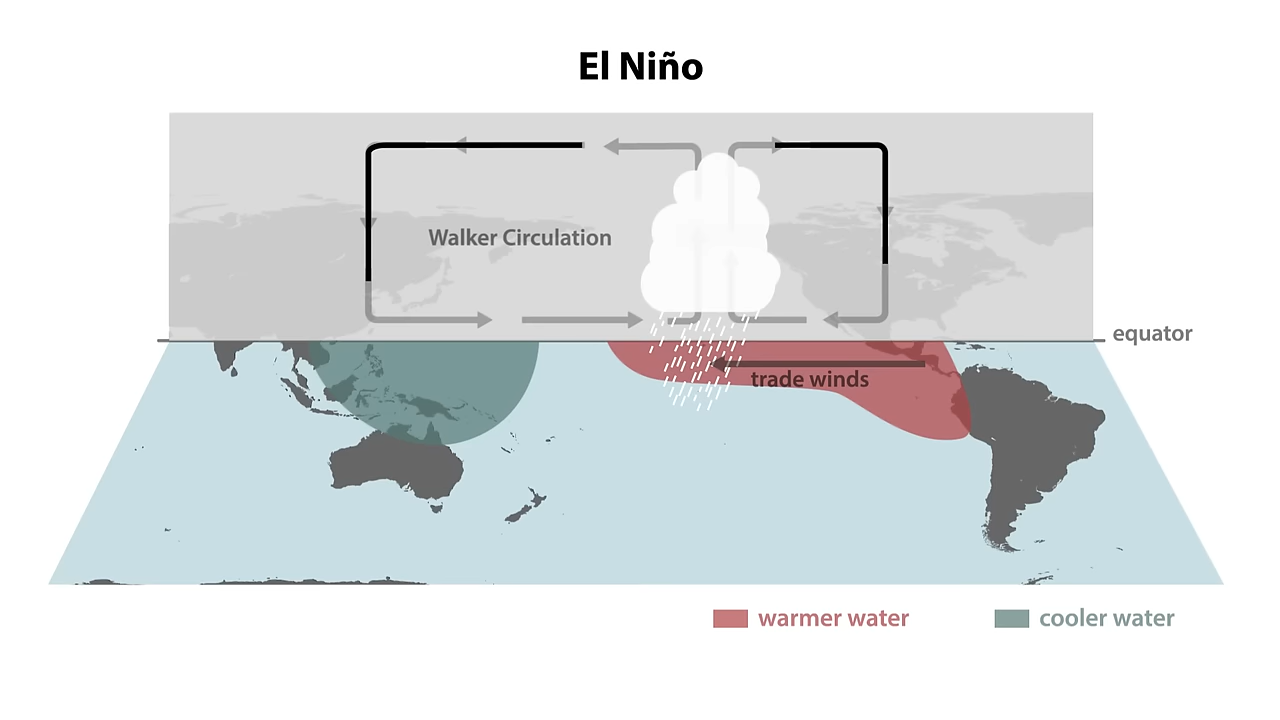 El Niño
Walker Circulation
equator
trade winds
warmer water
cooler water